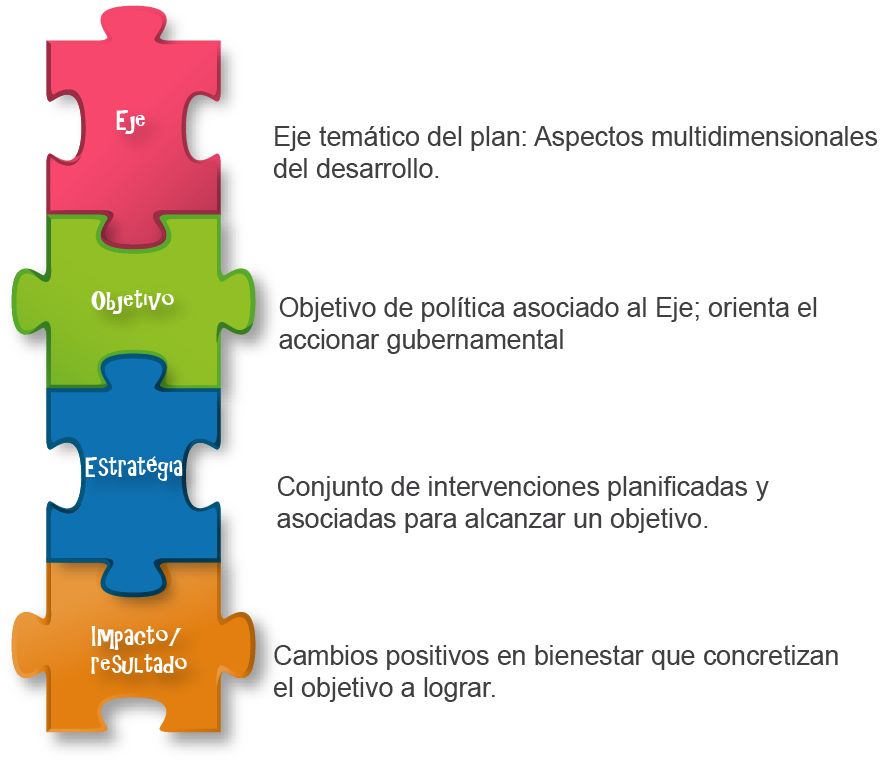 Eje
Eje temático del plan: Aspectos multidimensionales
del desarrollo.
Objetivo
Objetivo de política asociado al Eje; orienta el
accionar gubernamental
Estratégia
Conjunto de intervenciones planificadas y
asociadas para alcanzar un objetivo.
Impacto/
resultado
Cambios positivos en bienestar que concretizan
el objetivo a lograr.